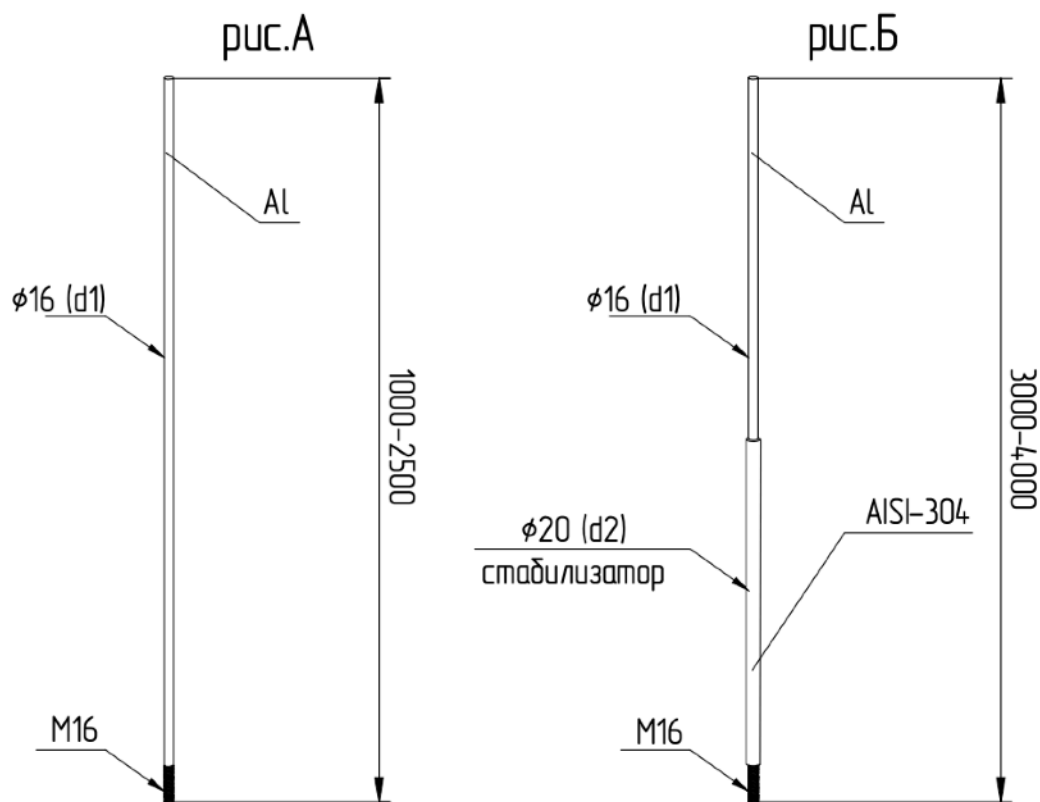 рис.А
Al
ϕ16 (d1)
1000-2500
M16
рис.Б
Al
ϕ16 (d1)
3000-4000
AISI-304
ϕ20 (d2)
стабилизатор
M16